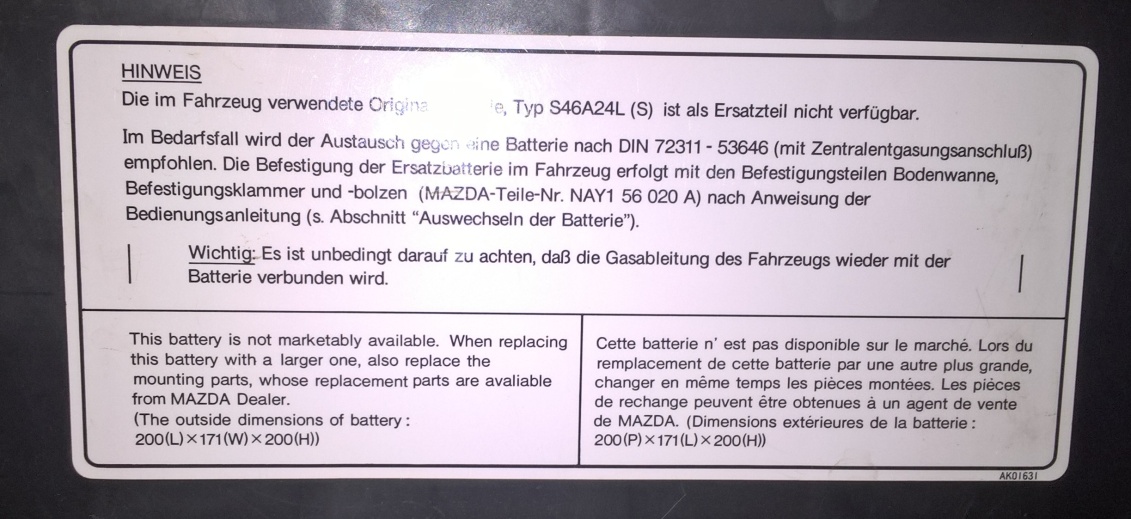 HINWEIS
Die im Fahrzeug verwendete Origina e, Typ S46A24L (S) ist als Ersatzteil nicht verfügbar.
Im Bedarfsfall wird der Austausch gegen eine Batterie nach DIN 72311 - 53646 (mit Zentralentgasungsanschluß)
empfohlen. Die Befestigung der Ersatzbatterie im Fahrzeug erfolgt mit den Befestigungsteilen Bodenwanne,
Befestigungsklammer und -bolzen (MAZDA-Teile-Nr. NAY1 56 020 A) nach Anweisung der
Bedienungsanleitung (s. Abschnitt “Auswechseln der Batterie”).
Wichtig: Es ist unbedingt darauf zu achten, daß die Gasableitung des Fahrzeugs wieder mit der
Batterie verbunden wird.
This battery is not marketably available. When replacing
this battery with a larger one, also replace the
mounting parts, whose replacement parts are avaliable
from MAZDA Dealer.
(The outside dimensions of battery :
200(L)×171(W)×200(H))
Cette batterie n' est pas disponible sur le marché. Lors du
remplacement de cette batterie par une autre plus grande,
changer en même temps les pièces montées. Les pièces
de rechange peuvent être obtenues à un agent de vente
de MAZDA. (Dimensions extérieures de la batterie :
200(P)×171(L)×200(H))
AK01631